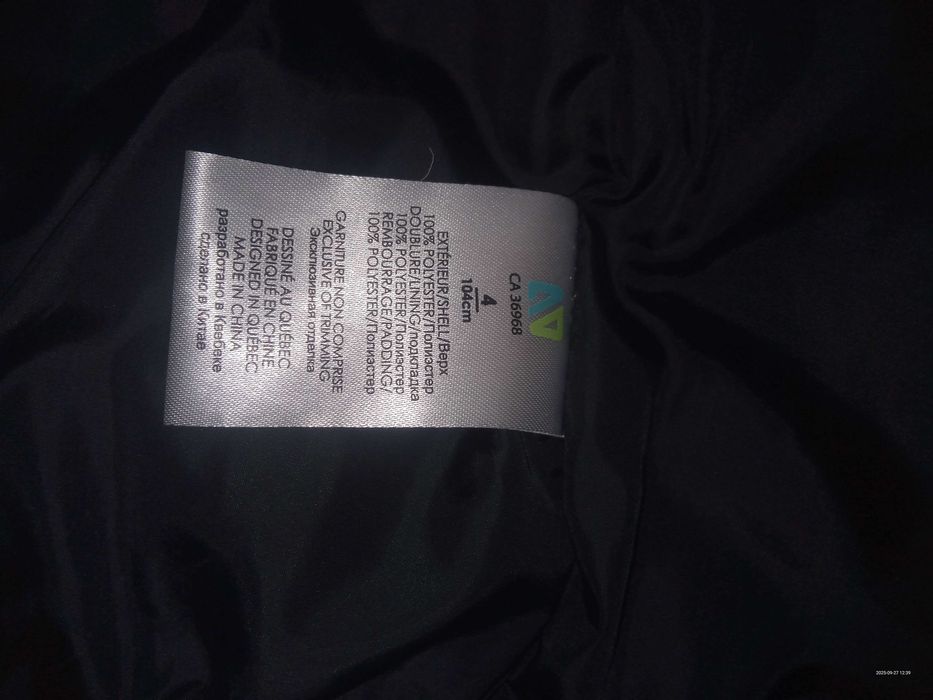 CA 36968
4
104cm
EXTÉRIEUR/SHELL/Верх
100% POLYESTER/Полиэстер
DOUBLURE/LINING/подкладка
100% POLYESTER/Полиэстер
REMBOURRAGE/PADDING/
100% POLYESTER/Полиэстер
GARNITURE NON COMPRISE
EXCLUSIVE OF TRIMMING
Эксклюзивная отделка
DESSINÉ AU QUÉBEC
FABRIQUÉ EN CHINE
DESIGNED IN QUÉBEC
MADE IN CHINA
разработано в Квебеке
сделано в Китае
2025-09-27 12:39